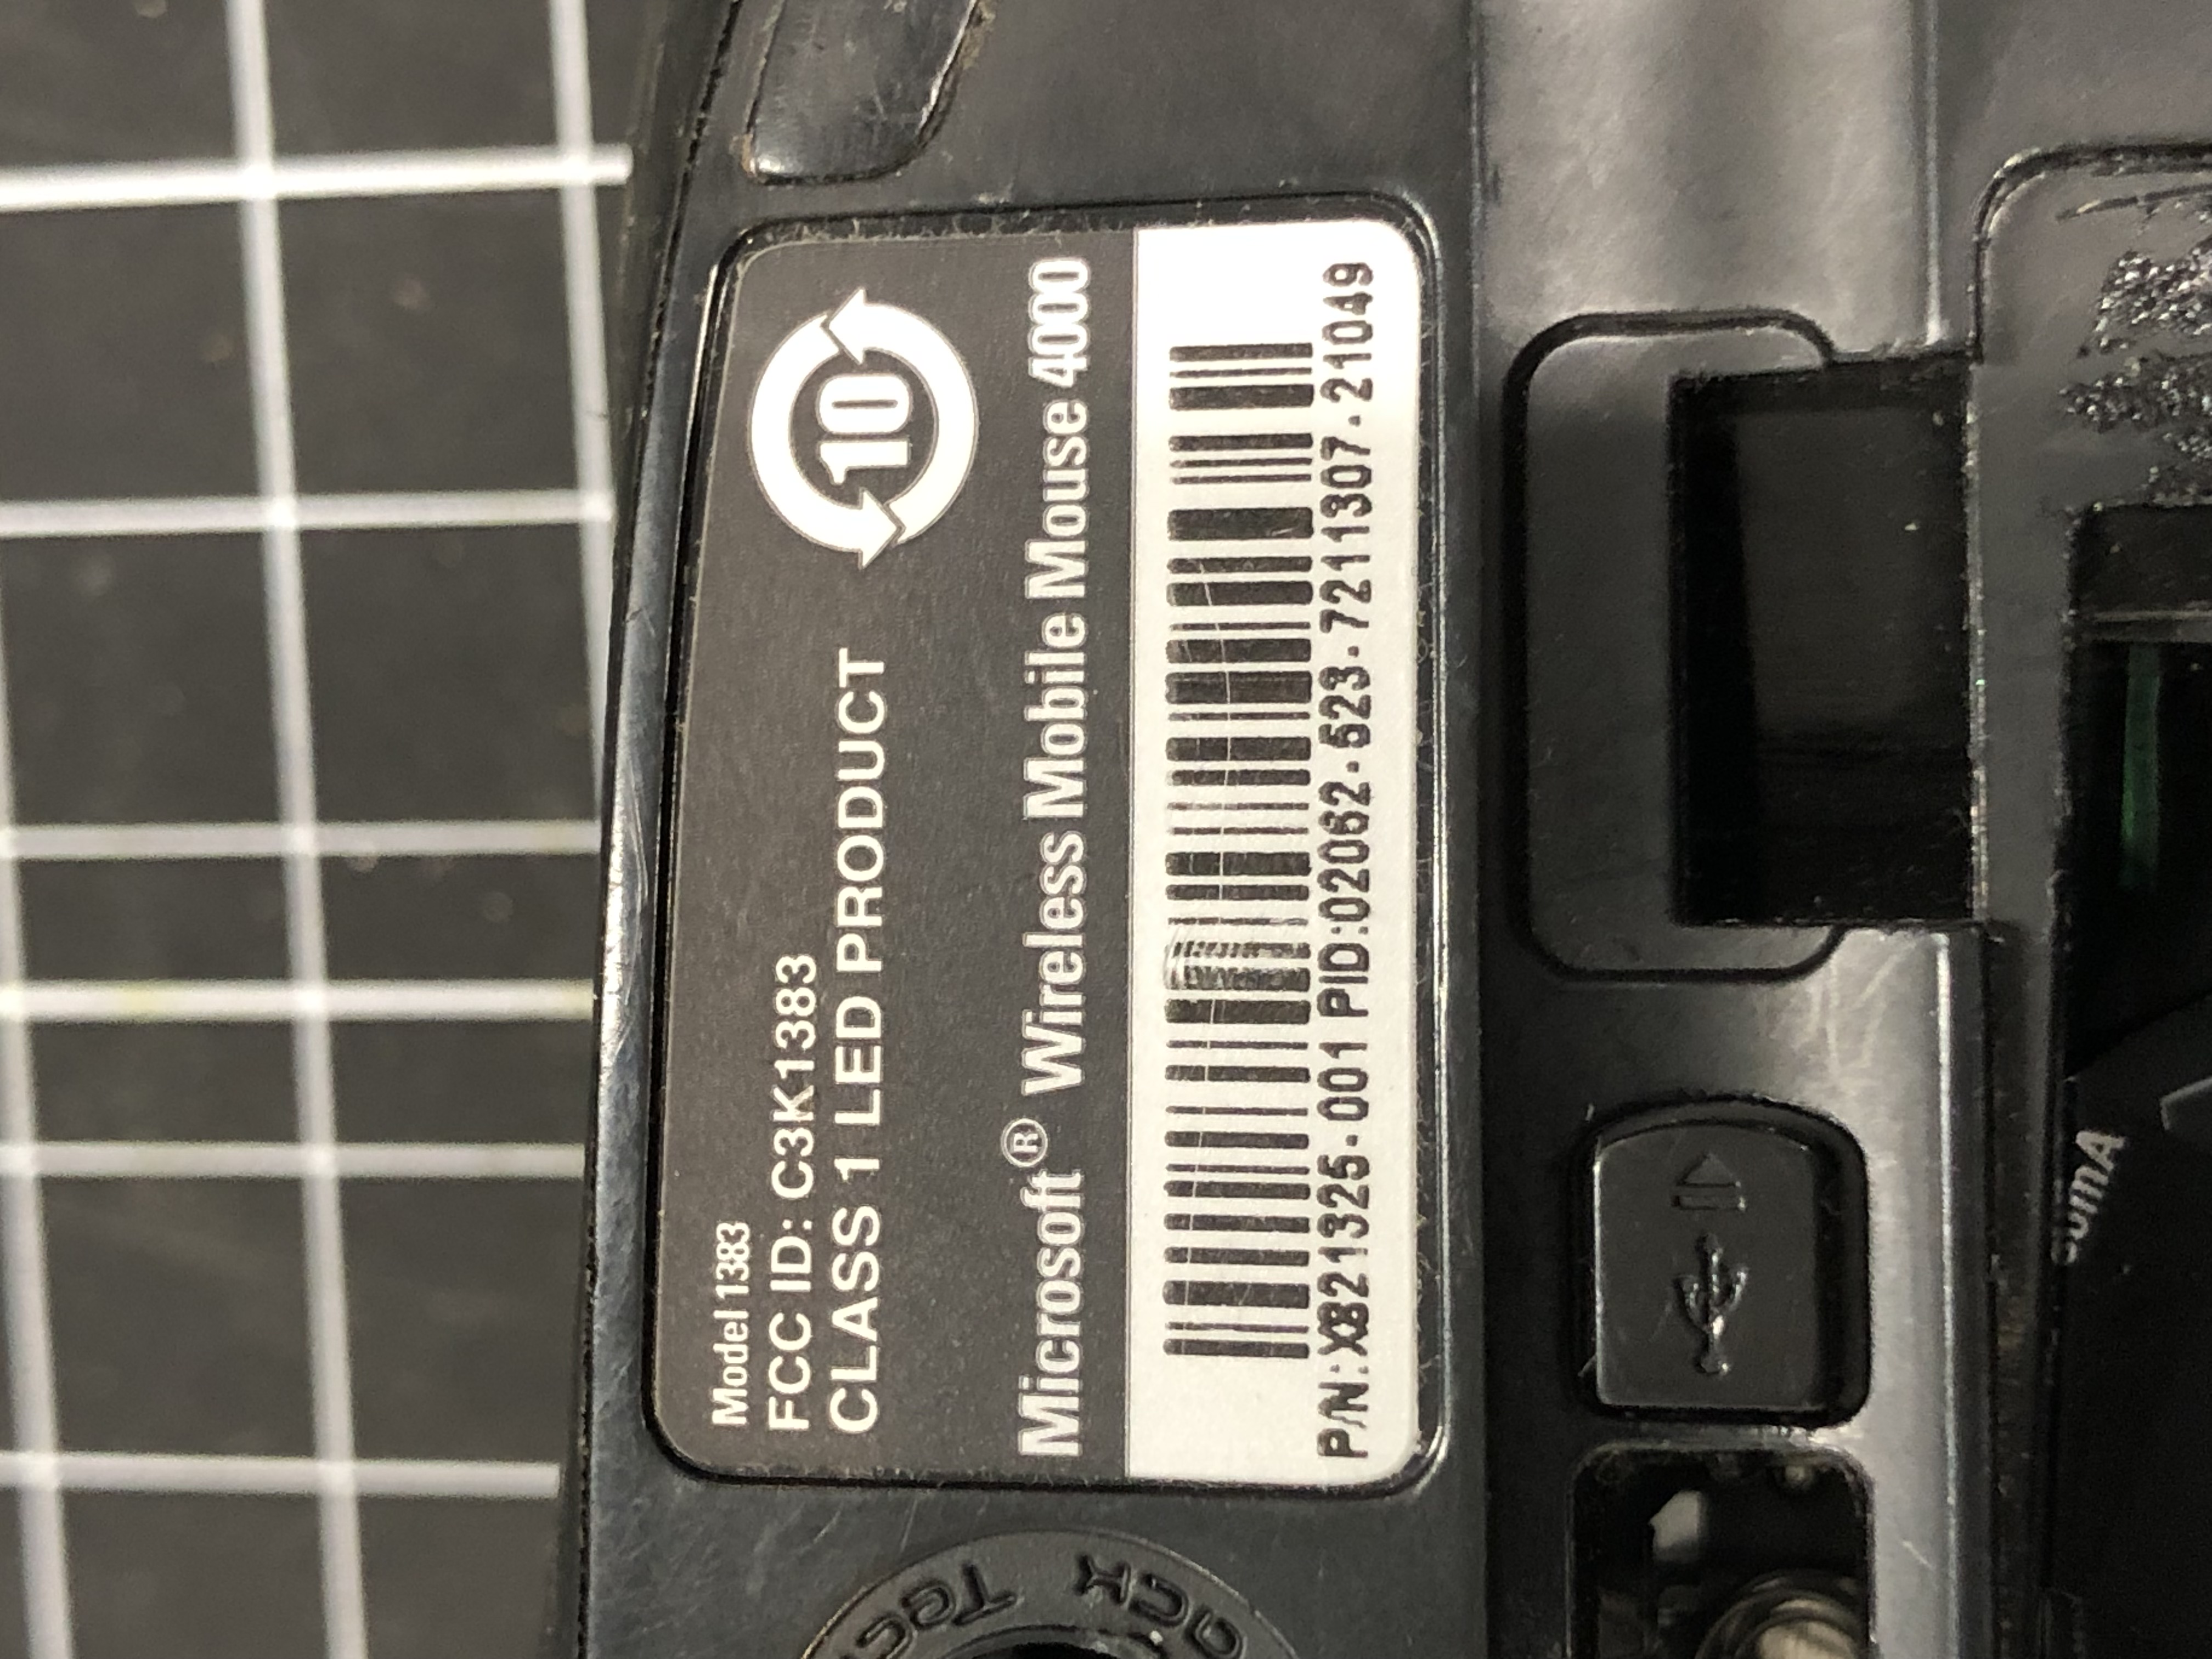 Model 1383
FCC ID: C3K1383
CLASS 1 LED PRODUCT
10
Microsoft® Wireless Mobile Mouse 4000
P/N:X821325-001 PID:02062-523-7211307-21049